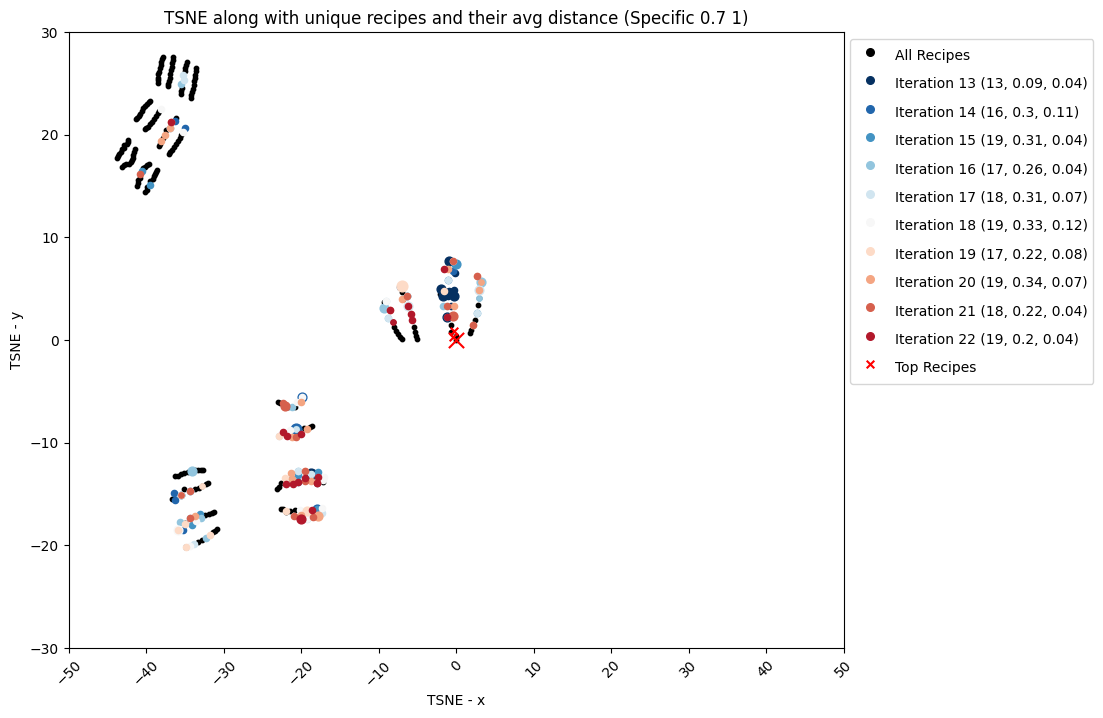 TSNE along with unique recipes and their avg distance (Specific 0.7 1)
30
20
10
0
−10
−20
−30
TSNE - y
−50
−40
−30
−20
−10
0
10
20
30
40
50
TSNE - x
All Recipes
Iteration 13 (13, 0.09, 0.04)
Iteration 14 (16, 0.3, 0.11)
Iteration 15 (19, 0.31, 0.04)
Iteration 16 (17, 0.26, 0.04)
Iteration 17 (18, 0.31, 0.07)
Iteration 18 (19, 0.33, 0.12)
Iteration 19 (17, 0.22, 0.08)
Iteration 20 (19, 0.34, 0.07)
Iteration 21 (18, 0.22, 0.04)
Iteration 22 (19, 0.2, 0.04)
Top Recipes